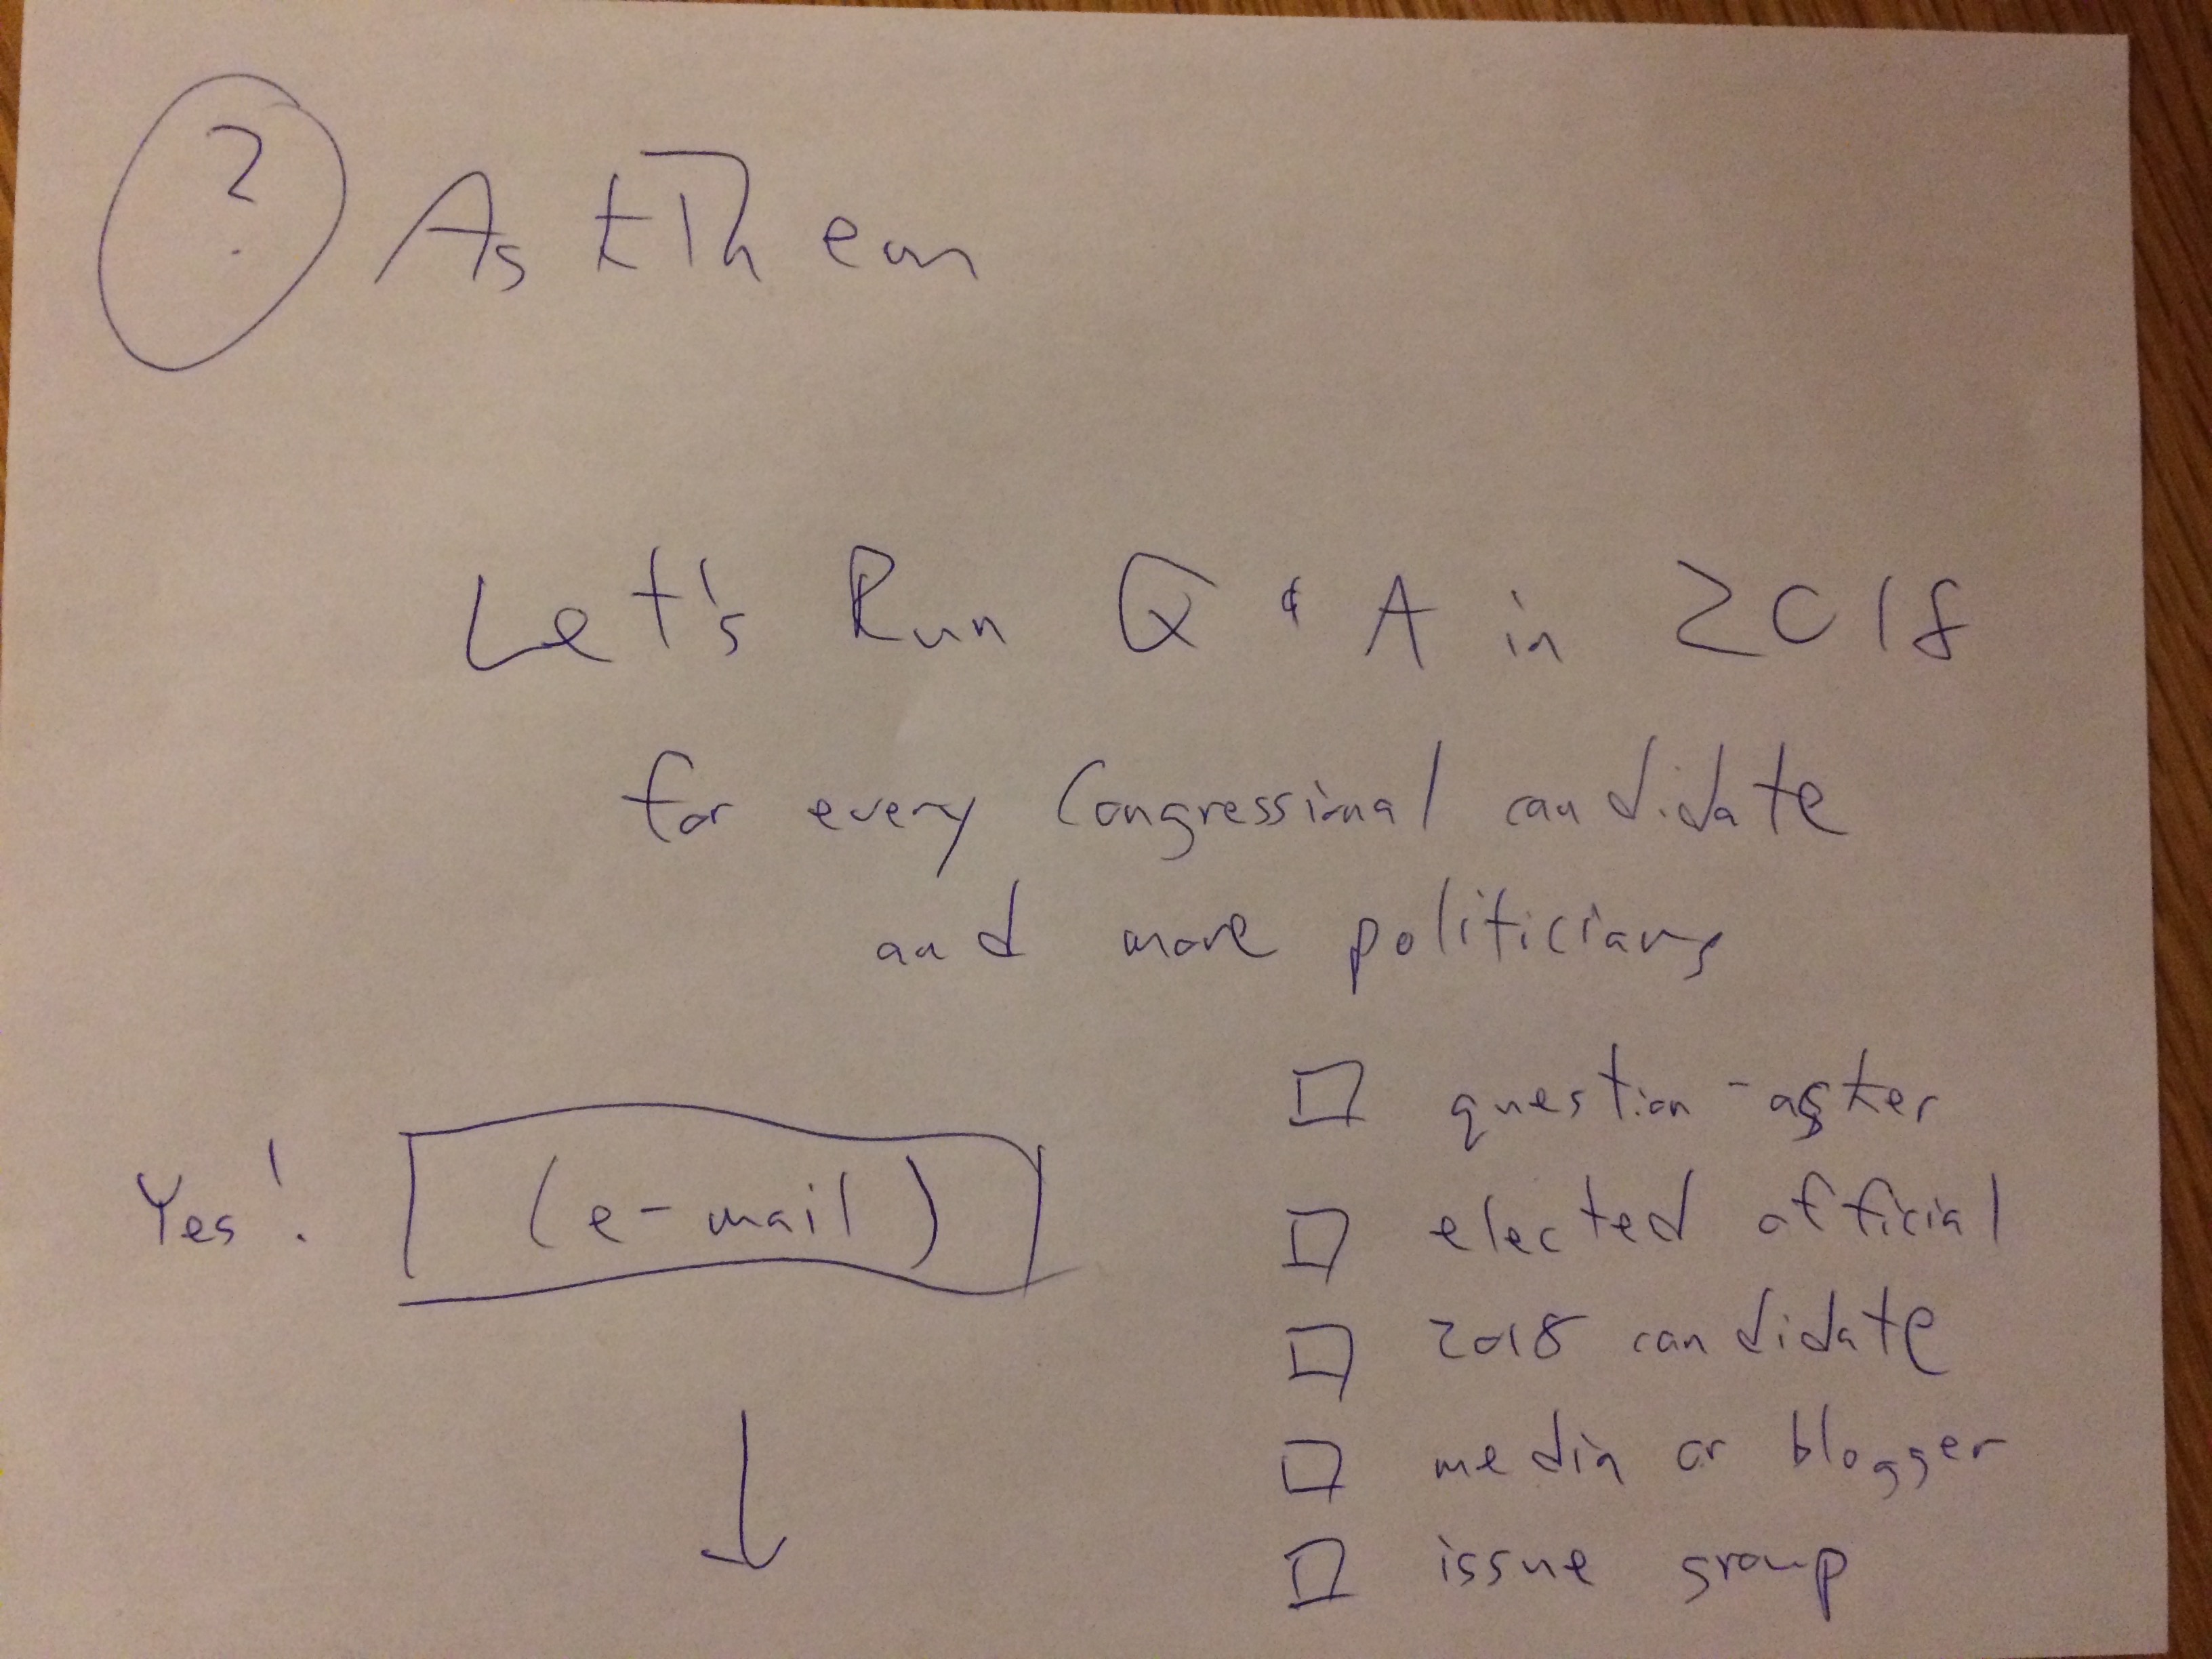 ? AskThem
Let's Run Q & A in 2018
for every Congressional candidate
and more politicians
Yes! (e-mail)
question-asker
elected official
2018 candidate
media or blogger
issue group